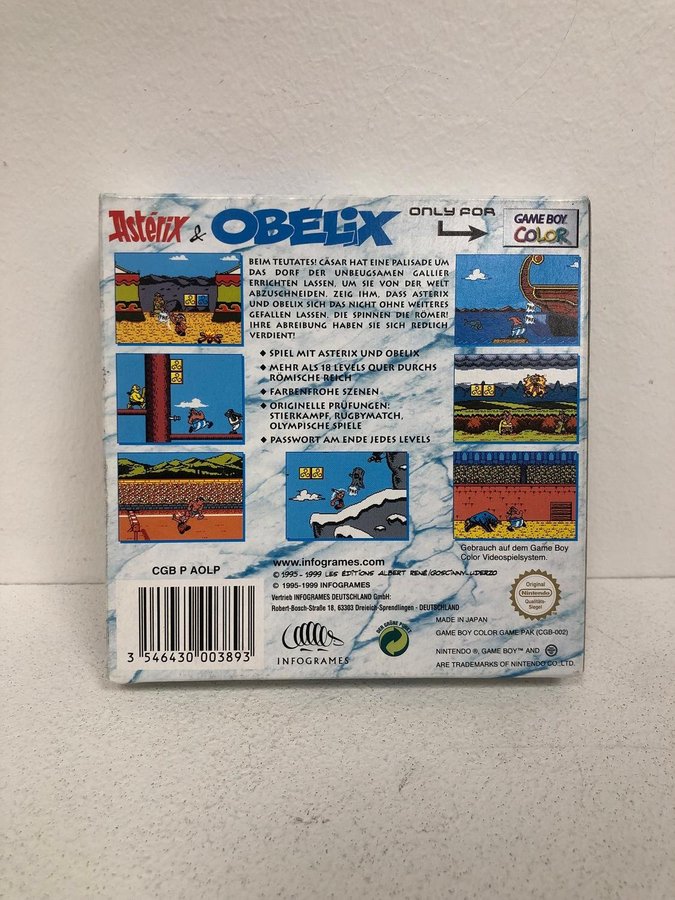 Astérix & OBELiX ONLY FOR GAME BOY COLOR
BEIM TEUTATES! CÄSAR HAT EINE PALISADE UM
DAS DORF DER UNBEUGSAMEN GALLIER
ERRICHTEN LASSEN, UM SIE VON DER WELT
ABZUSCHNEIDEN. ZEIG IHM, DASS ASTERIX
UND OBELIX SICH DAS NICHT OHNE WEITERES
GEFALLEN LASSEN, DIE SPINNEN DIE RÖMER!
IHRE ABREIBUNG HABEN SIE SICH REDLICH
VERDIENT!
◆ SPIEL MIT ASTERIX UND OBELIX
◆ MEHR ALS 18 LEVELS QUER DURCHS
RÖMISCHE REICH
◆ FARBENFROHE SZENEN
◆ ORIGINELLE PRÜFUNGEN:
STIERKAMPF, RUGBYMATCH,
OLYMPISCHE SPIELE
◆ PASSWORT AM ENDE JEDES LEVELS
Gebrauch auf dem Game Boy
Color Videospielsystem.
CGB P AOLP
3 546430 003893
www.infogrames.com
© 1995 - 1999 LES ÉDITIONS ALBERT RENÉ/GOSCINNY-UDERZO
© 1995-1999 INFOGRAMES
Vertrieb INFOGRAMES DEUTSCHLAND GmbH/
Robert-Bosch-Straße 18, 63303 Dreieich-Sprendlingen - DEUTSCHLAND
INFOGRAMES
DER GRÜNE PUNKT
Original
Nintendo
Qualitäts-
Siegel
MADE IN JAPAN
GAME BOY COLOR GAME PAK (CGB-002)
NINTENDO ®, GAME BOY™ AND
ARE TRADEMARKS OF NINTENDO CO., LTD.